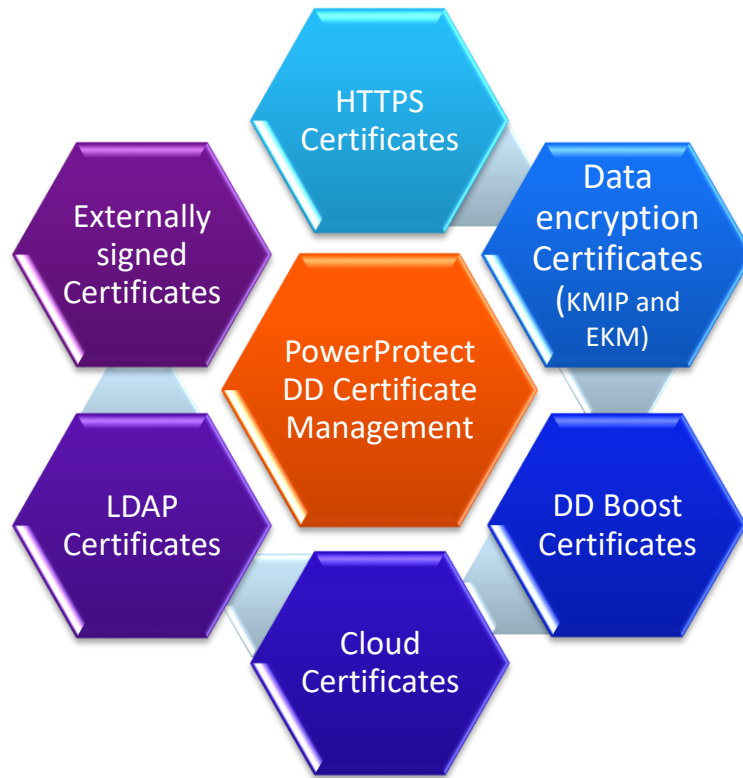 HTTPS
Certificates
Data
encryption
Certificates
(KMIP and
EKM)
DD Boost
Certificates
Cloud
Certificates
LDAP
Certificates
Externally
signed
Certificates
PowerProtect
DD Certificate
Management